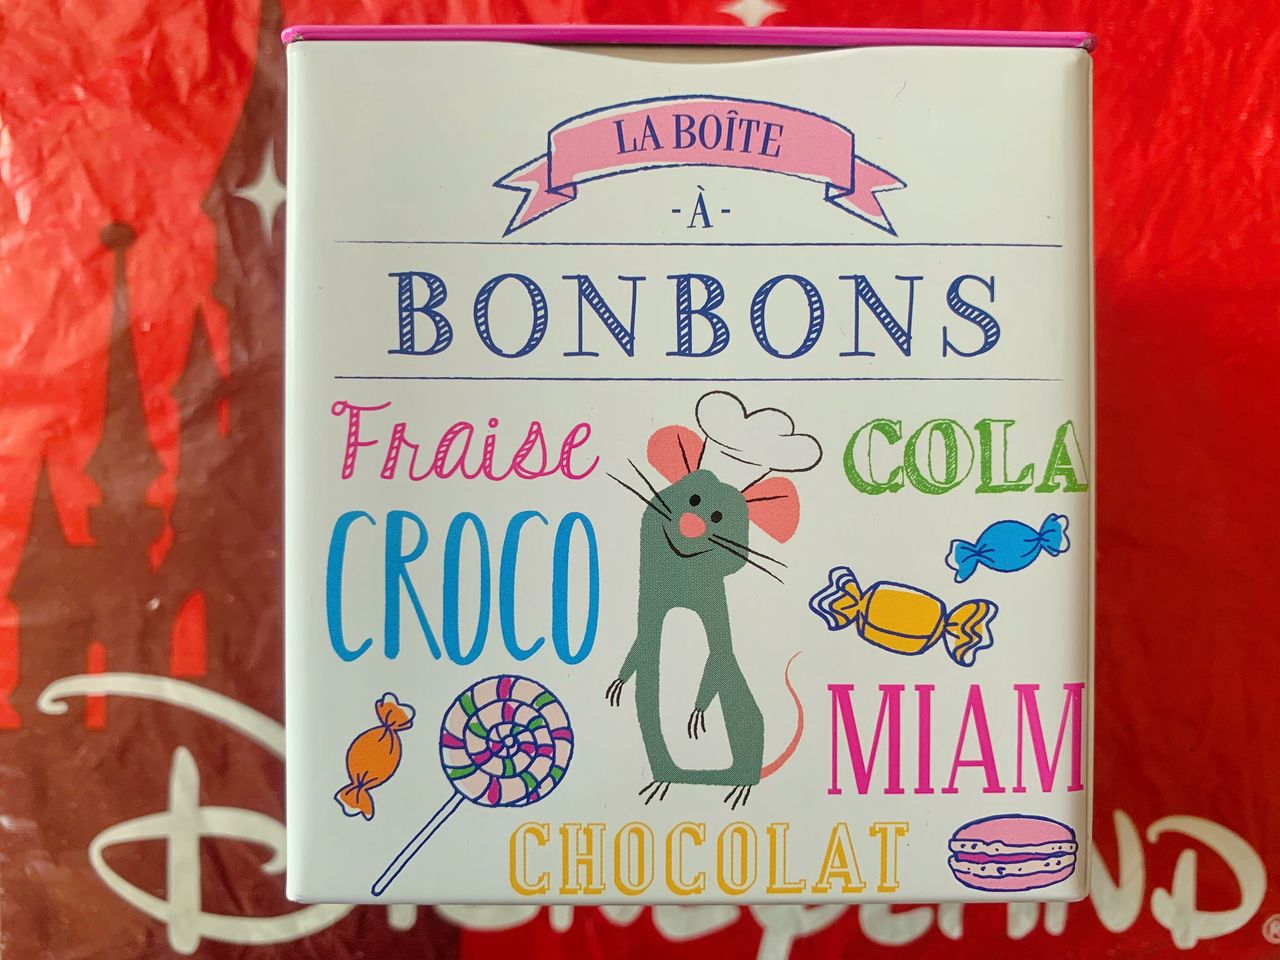 LA BOÎTE
-À-
BONBONS
Fraise
COLA
CROCO
MIAM
CHOCOLAT
DISNEYLAND
®